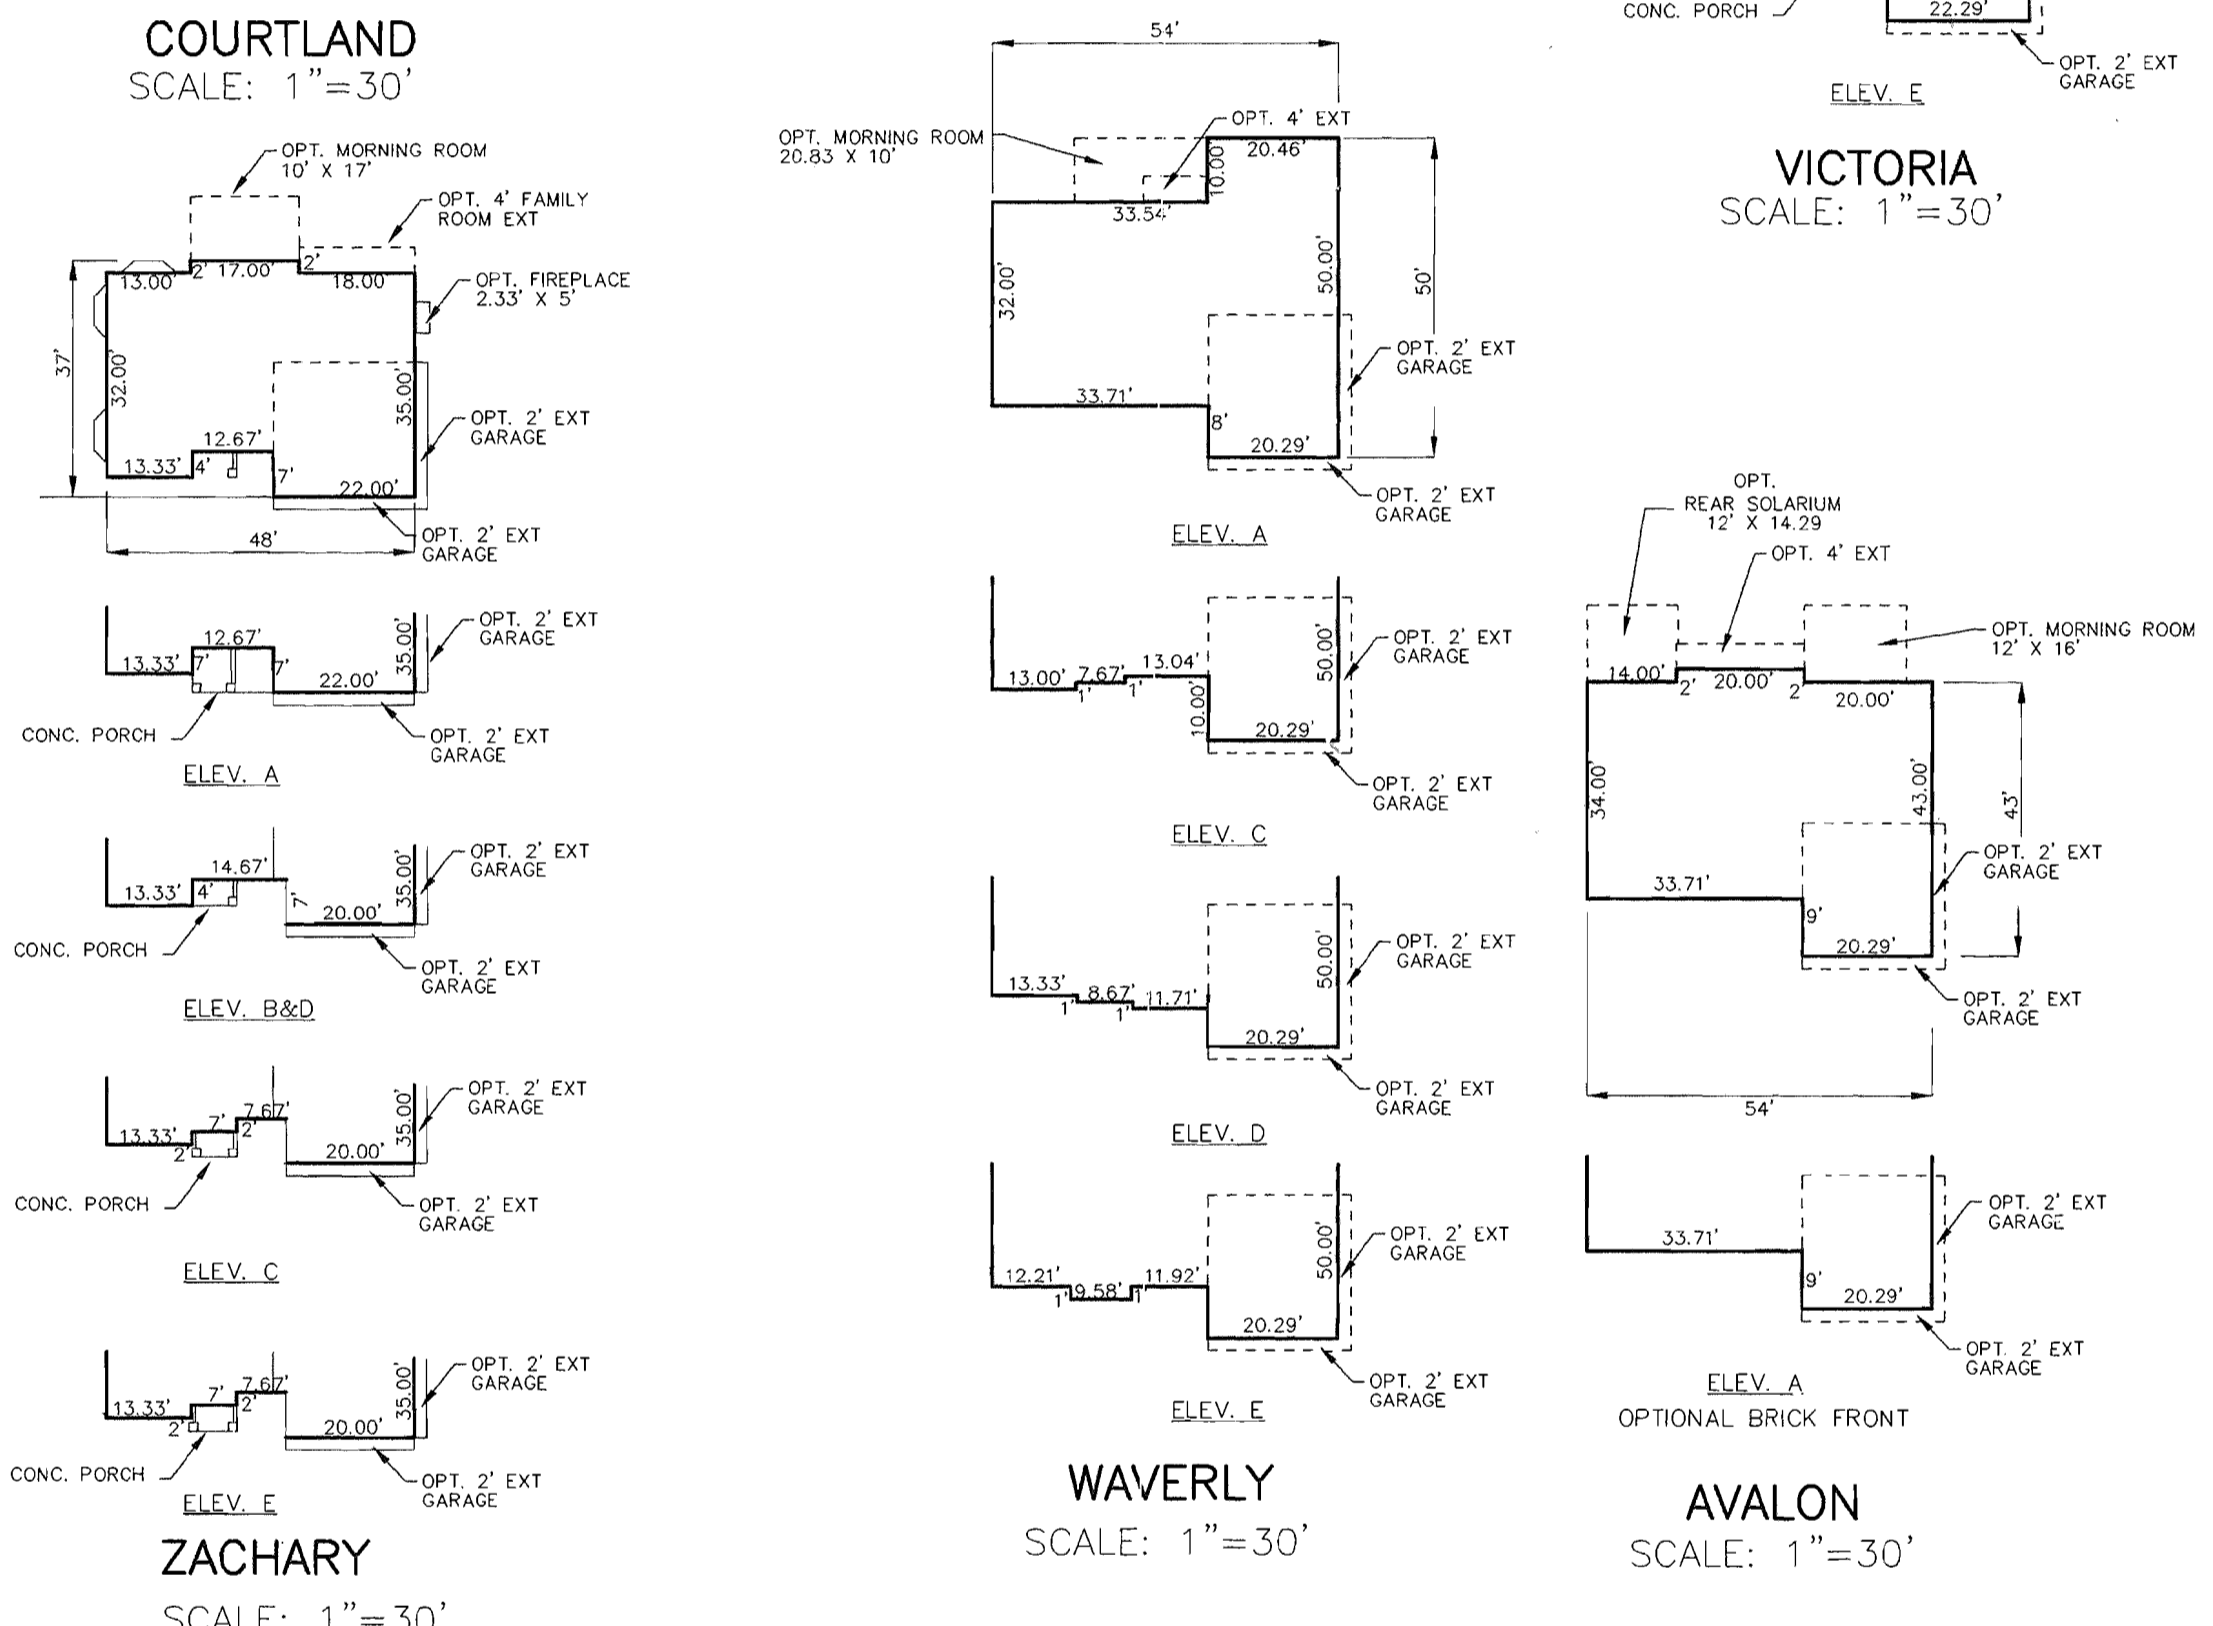 COURTLAND
SCALE: 1"=30'
OPT. MORNING ROOM
10' X 17'
OPT. 4' FAMILY
ROOM EXT
OPT. FIREPLACE
2.33' X 5'
13.00'
2'
17.00'
2'
18.00
37'
32.00'
35.00'
12.67'
13.33'
4'
7'
22.00'
OPT. 2' EXT
GARAGE
OPT. 2' EXT
GARAGE
48'
12.67'
13.33'
7'
7'
22.00'
35.00'
OPT. 2' EXT
GARAGE
CONC. PORCH
OPT. 2' EXT
GARAGE
ELEV. A
14.67'
13.33'
4'
7'
20.00'
35.00'
OPT. 2' EXT
GARAGE
CONC. PORCH
OPT. 2' EXT
GARAGE
ELEV. B&D
7'
7.67'
13.33'
2'
2'
20.00'
35.00'
OPT. 2' EXT
GARAGE
CONC. PORCH
OPT. 2' EXT
GARAGE
ELEV. C
7'
7.67'
13.33'
2'
2'
20.00'
35.00'
OPT. 2' EXT
GARAGE
CONC. PORCH
OPT. 2' EXT
GARAGE
ELEV. E
ZACHARY
SCALE: 1"=30'
54'
OPT. MORNING ROOM
20.83 X 10'
OPT. 4' EXT
20.46'
10.00'
33.54'
32.00'
50.00'
50'
33.71'
8'
20.29'
OPT. 2' EXT
GARAGE
OPT. 2' EXT
GARAGE
ELEV. A
13.00'
7.67'
13.04'
1'
1'
10.00'
20.29'
50.00'
OPT. 2' EXT
GARAGE
OPT. 2' EXT
GARAGE
ELEV. C
13.33'
8.67'
11.71'
1'
1'
20.29'
50.00'
OPT. 2' EXT
GARAGE
OPT. 2' EXT
GARAGE
ELEV. D
12.21'
9.58'
11.92'
1'
1'
20.29'
50.00'
OPT. 2' EXT
GARAGE
OPT. 2' EXT
GARAGE
ELEV. E
WAVERLY
SCALE: 1"=30'
CONC. PORCH
22.29'
OPT. 2' EXT
GARAGE
ELEV. E
VICTORIA
SCALE: 1"=30'
OPT.
REAR SOLARIUM
12' X 14.29
OPT. 4' EXT
OPT. MORNING ROOM
12' X 16'
14.00'
2'
20.00'
2'
20.00'
34.00'
43.00'
43'
33.71'
9'
20.29'
OPT. 2' EXT
GARAGE
OPT. 2' EXT
GARAGE
54'
33.71'
9'
20.29'
OPT. 2' EXT
GARAGE
OPT. 2' EXT
GARAGE
ELEV. A
OPTIONAL BRICK FRONT
AVALON
SCALE: 1"=30'